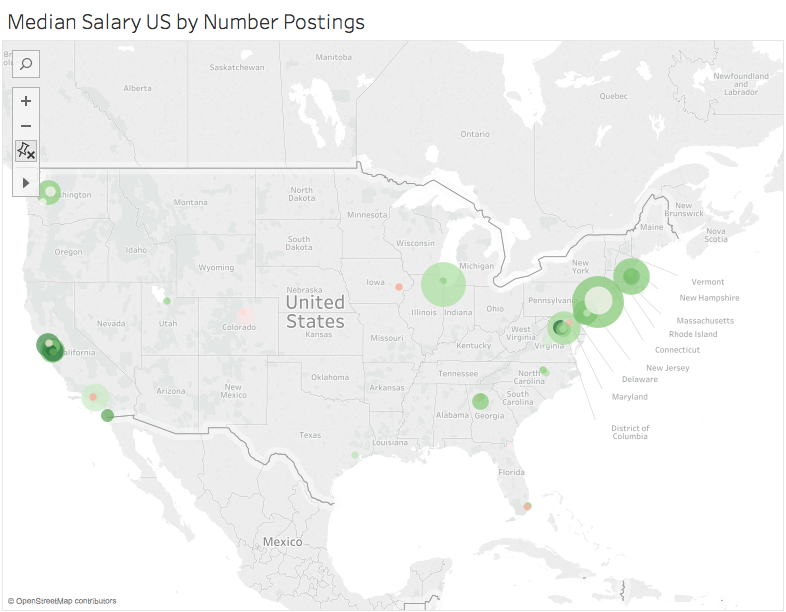 Median Salary US by Number Postings
Manitoba
Saskatchewan
Alberta
Newfoundland
and
Labrador
Quebec
Ontario
hington
Montana
North
Dakota
Minnesota
New
Brunswick
Maine
Nova
Scotia
Oregon
Idaho
South
Dakota
Wisconsin
Michigan
New
York
Wyoming
Iowa
Nebraska
United
States
Vermont
New Hampshire
Pennsylvani
Illinois
Indiana
Ohio
Massachusetts
Nevada
Utah
Colorado
Kansas
Missouri
West
Virginia
Rhode Island
alifornia
Kentucky
Virginia
Connecticut
New Jersey
Delaware
Maryland
Oklahoma
Arkansas
Tennessee
North
Carolina
Arizona
New
Mexico
South
Carolina
Alabama
Georgia
District of
Columbia
Texas
Louisiana
Florida
Mexico
© OpenStreetMap contributors